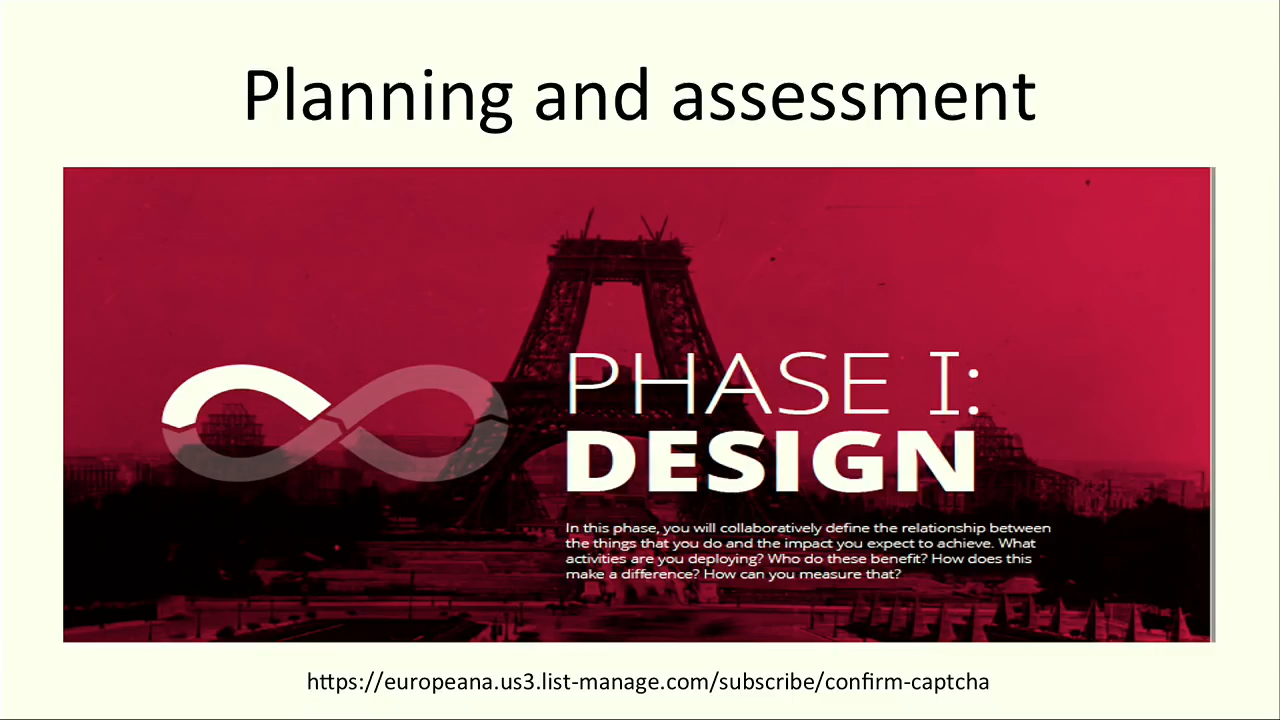 Planning and assessment
PHASE I:
DESIGN
In this phase, you will collaboratively define the relationship between
the things that you do and the impact you expect to achieve. What
activities are you deploying? Who do these benefit? How does this
make a difference? How can you measure that?
https://europeana.us3.list-manage.com/subscribe/confirm-captcha